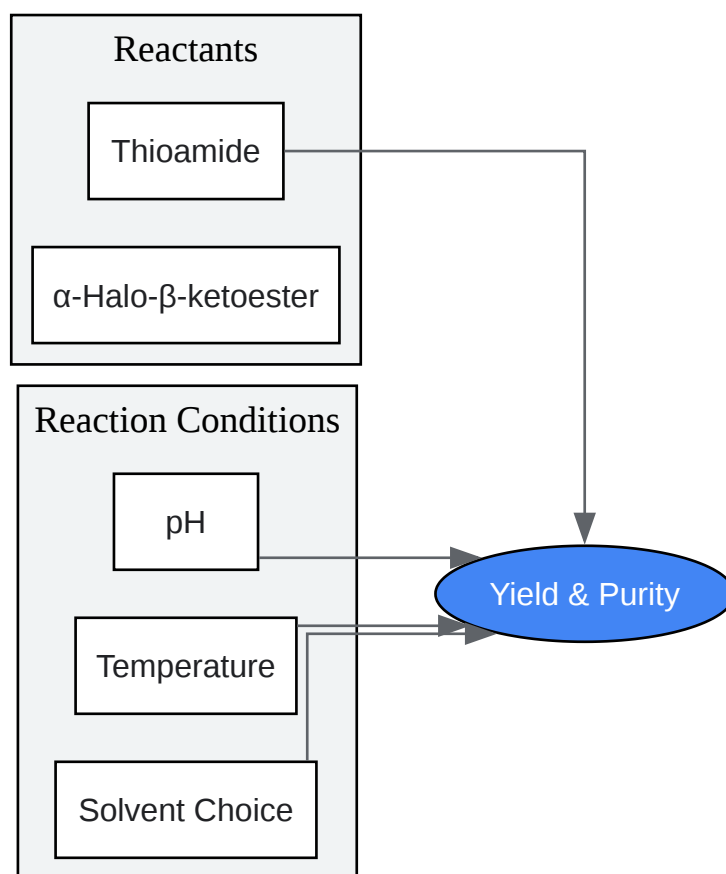 Reactants
Thioamide
α-Halo-β-ketoester
Reaction Conditions
pH
Yield & Purity
Temperature
Solvent Choice